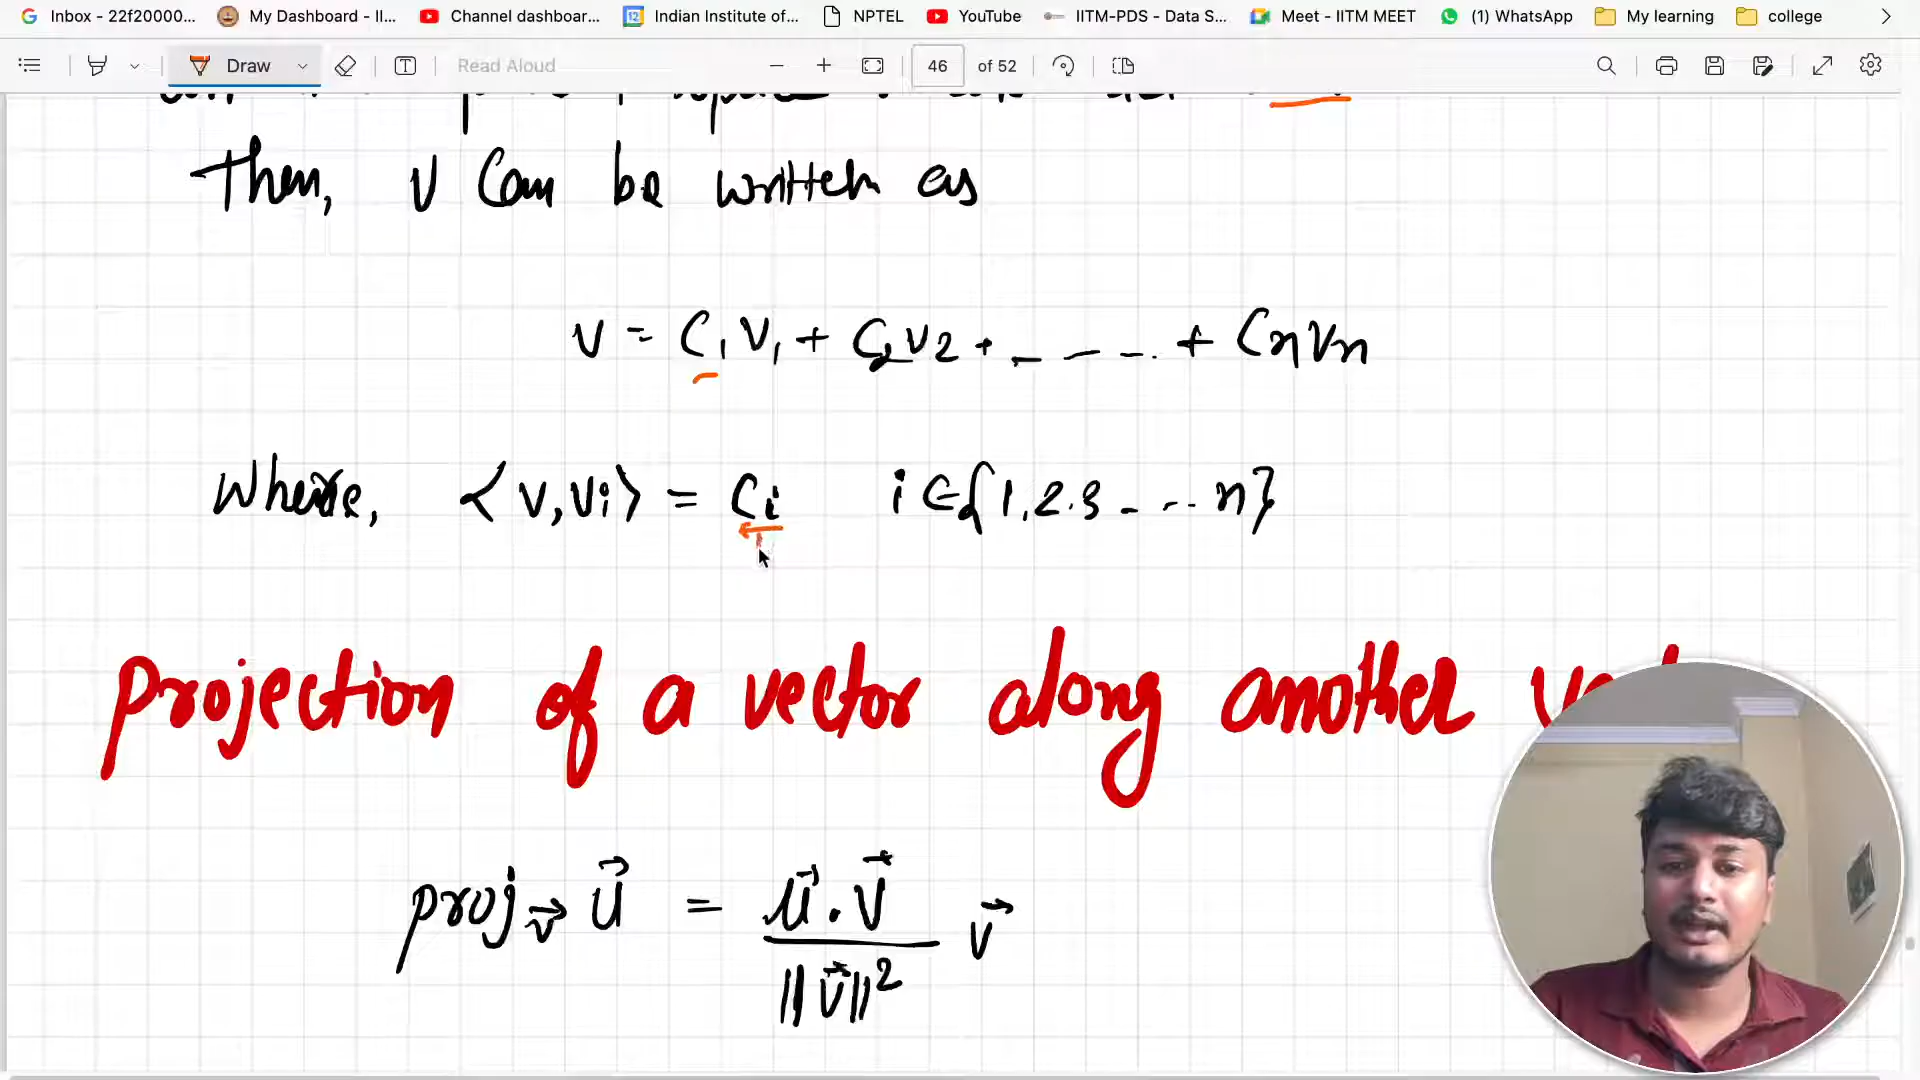 Inbox - 22f20000... My Dashboard - II... Channel dashboar... Indian Institute of... NPTEL YouTube IITM-PDS - Data S... Meet - IITM MEET (1) WhatsApp My learning college
Draw Read Aloud 46 of 52
Then, v can be written as
v = C₁V₁ + C₂V₂ + _ _ _ _ . + CnVn
Where, ⟨v,vi⟩ = Ci i ∈ {1,2.3 _ -.. n}
Projection of a vector along another
proj v⃗ u⃗ = u⃗ . v⃗ / ||v⃗||² v⃗